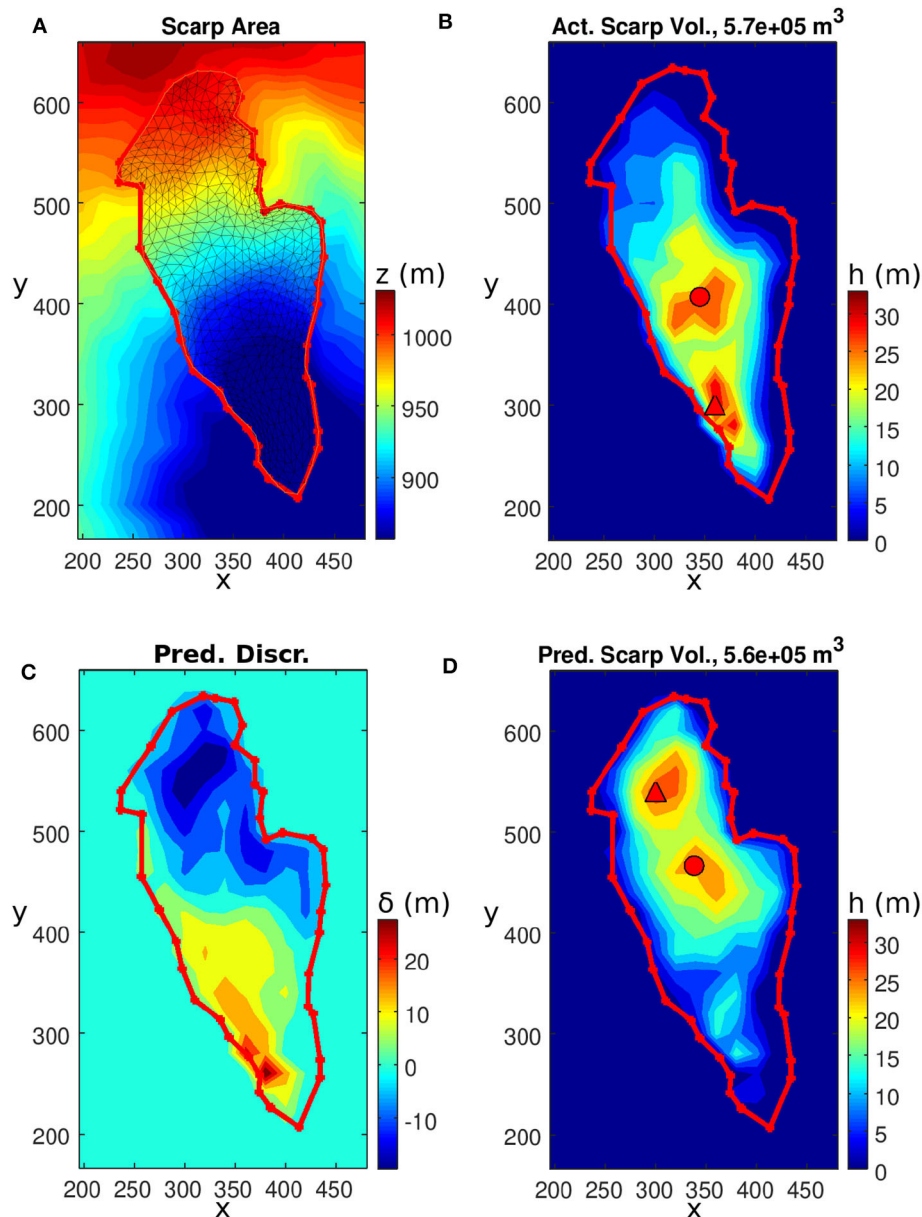 A
Scarp Area
B
Act. Scarp Vol., 5.7e+05 m³
600
500
400
300
200
y
200 250 300 350 400 450
x
z (m)
1000
950
900
600
500
400
300
200
y
200 250 300 350 400 450
x
h (m)
30
25
20
15
10
5
0
C
Pred. Discr.
D
Pred. Scarp Vol., 5.6e+05 m³
600
500
400
300
200
y
200 250 300 350 400 450
x
δ (m)
20
10
0
-10
600
500
400
300
200
y
200 250 300 350 400 450
x
h (m)
30
25
20
15
10
5
0